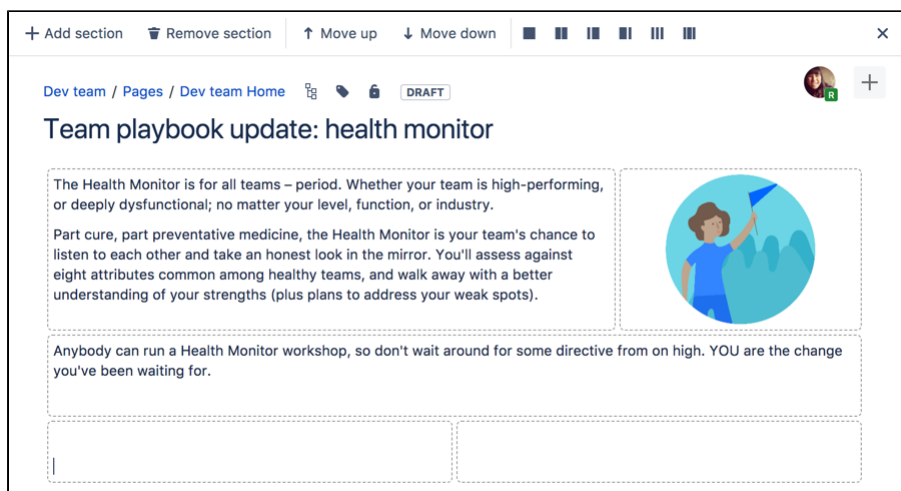 Add section Remove section Move up Move down
Dev team / Pages / Dev team Home DRAFT
R
Team playbook update: health monitor
The Health Monitor is for all teams – period. Whether your team is high-performing,
or deeply dysfunctional; no matter your level, function, or industry.
Part cure, part preventative medicine, the Health Monitor is your team's chance to
listen to each other and take an honest look in the mirror. You'll assess against
eight attributes common among healthy teams, and walk away with a better
understanding of your strengths (plus plans to address your weak spots).
Anybody can run a Health Monitor workshop, so don't wait around for some directive from on high. YOU are the change
you've been waiting for.